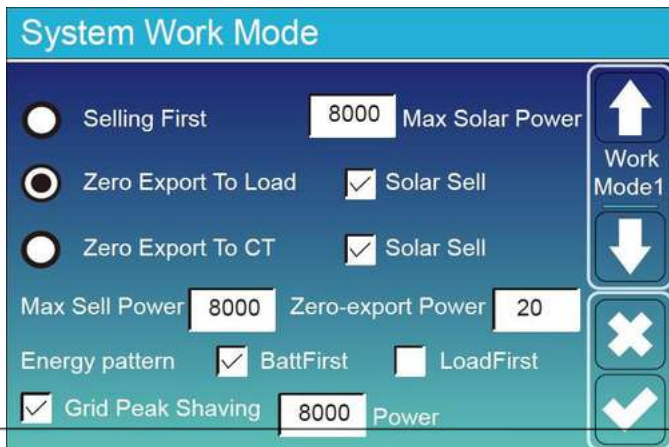 System Work Mode
Selling First 8000 Max Solar Power
Zero Export To Load Solar Sell
Zero Export To CT Solar Sell
Max Sell Power 8000 Zero-export Power 20
Energy pattern BattFirst LoadFirst
Grid Peak Shaving 8000 Power
Work
Mode1